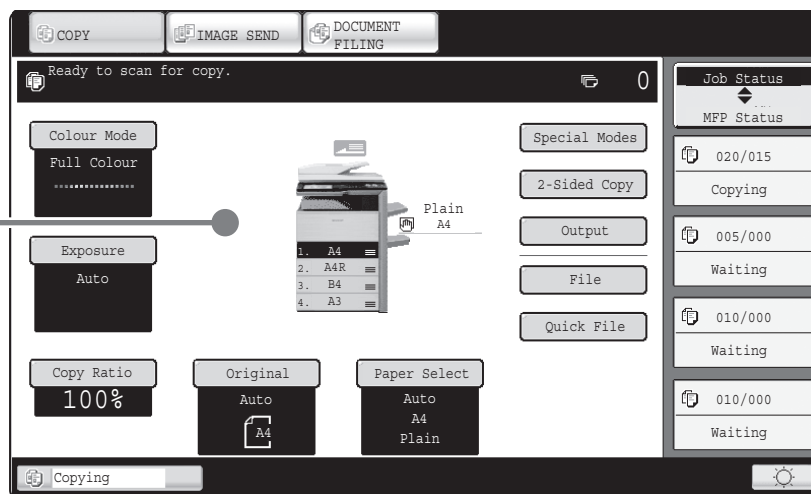 COPY
IMAGE SEND
DOCUMENT
FILING
Ready to scan for copy.
0
Job Status
MFP Status
Colour Mode
Full Colour
Exposure
Auto
Copy Ratio
100%
Original
Auto
A4
Paper Select
Auto
A4
Plain
1. A4
2. A4R
3. B4
4. A3
Plain
A4
Special Modes
2-Sided Copy
Output
File
Quick File
020/015
Copying
005/000
Waiting
010/000
Waiting
010/000
Waiting
Copying